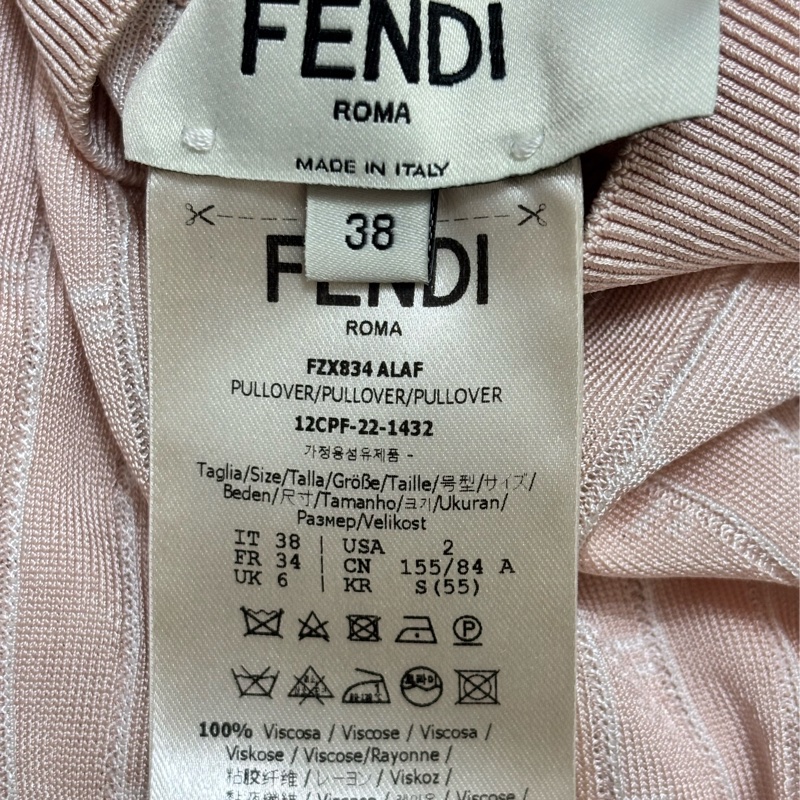 FENDI
ROMA
MADE IN ITALY
38
FENDI
ROMA
FZX834 ALAF
PULLOVER/PULLOVER/PULLOVER
12CPF-22-1432
가정용섬유제품 -
Taglia/Size/Talla/Größe/Taille/号型/サイズ/
Beden/尺寸/Tamanho/크기/Ukuran/
Размер/Velikost
IT 38 | USA 2
FR 34 | CN 155/84 A
UK 6 | KR S(55)
100% Viscosa / Viscose / Viscosa /
Viskose / Viscose/Rayonne /
粘胶纤维 / レーヨン / Viskoz /